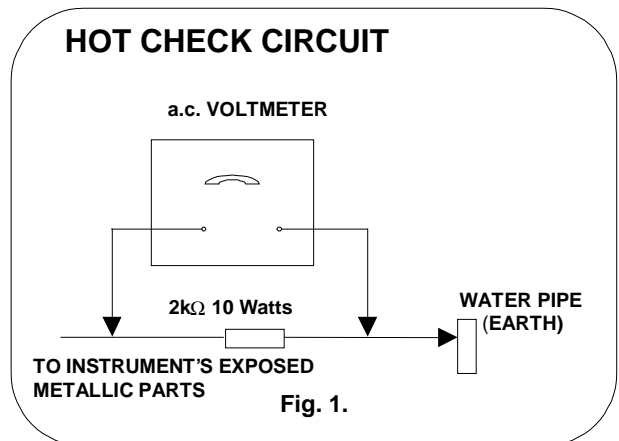 HOT CHECK CIRCUIT
a.c. VOLTMETER
2kΩ 10 Watts
WATER PIPE
(EARTH)
TO INSTRUMENT'S EXPOSED
METALLIC PARTS
Fig. 1.